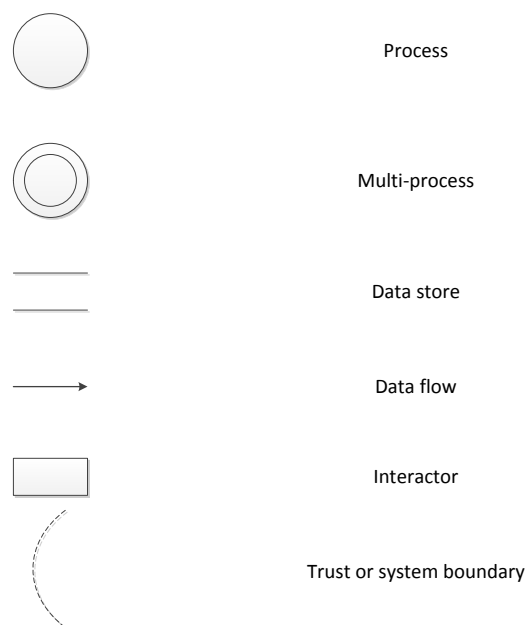 Process
Multi-process
Data store
Data flow
Interactor
Trust or system boundary